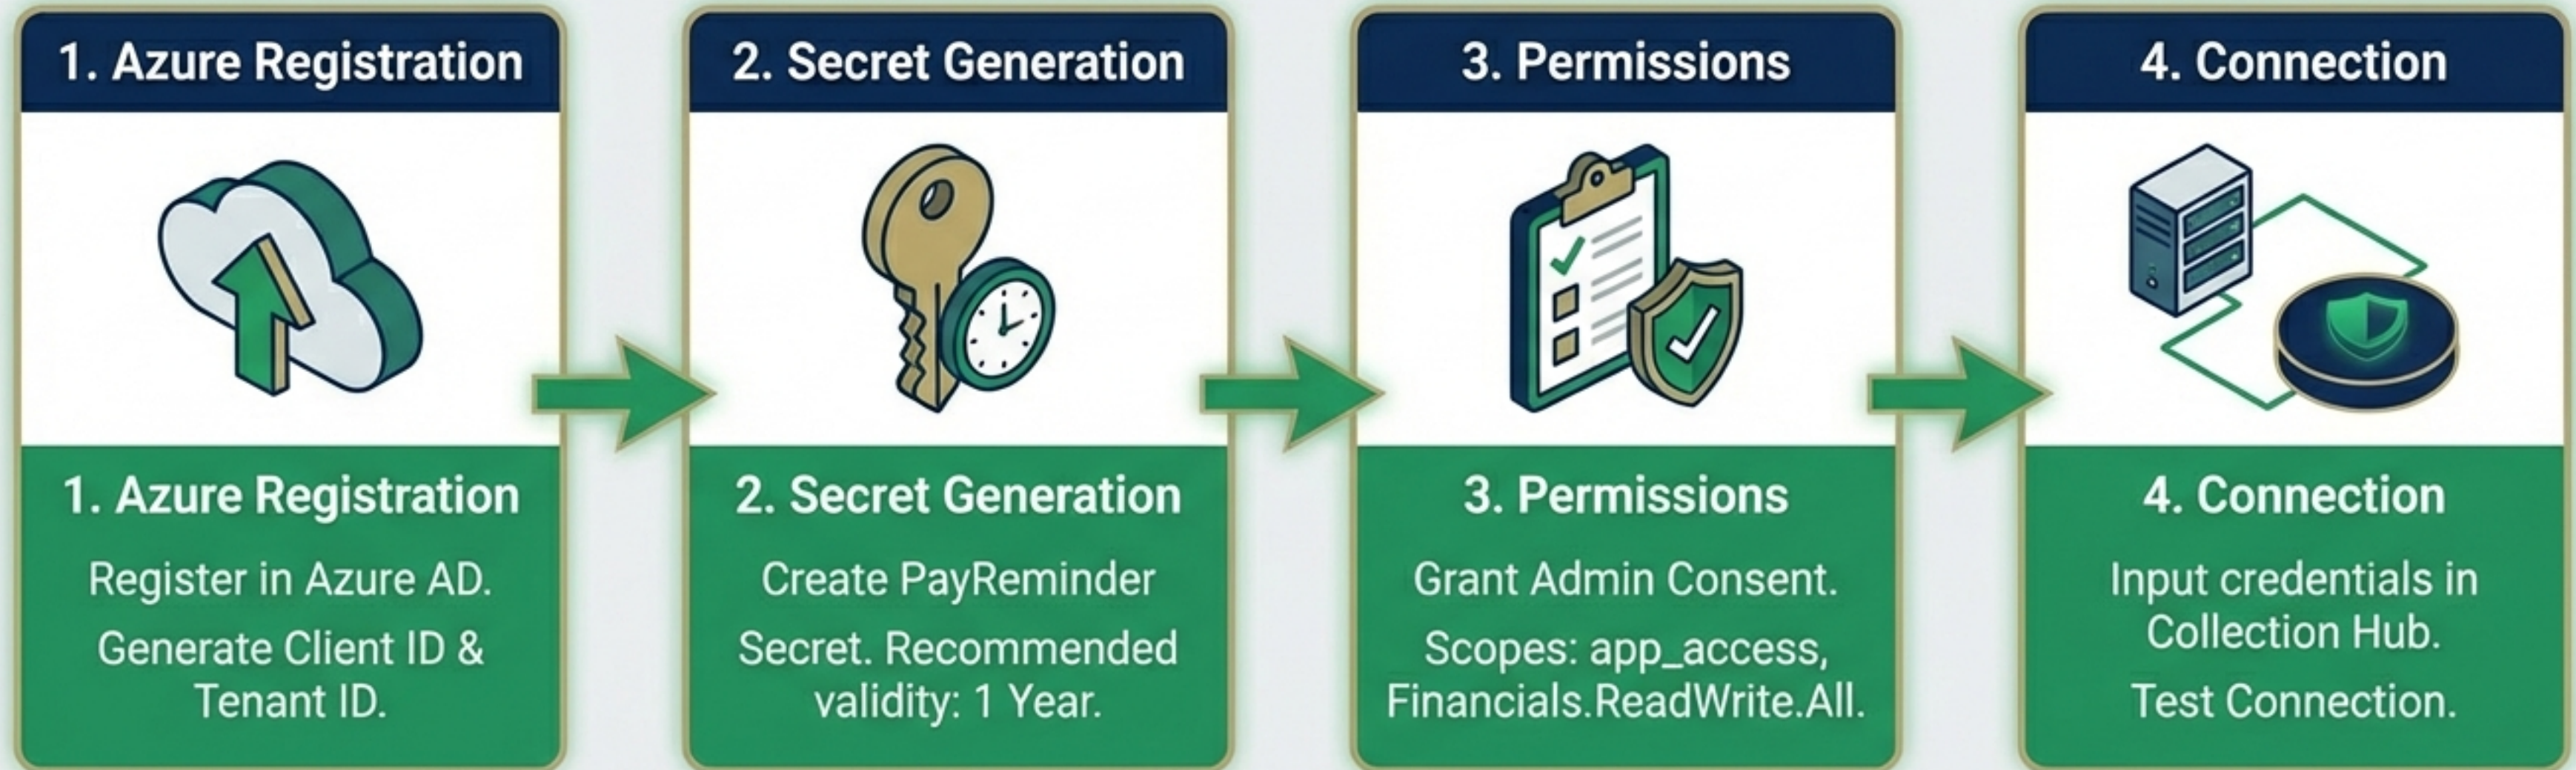 1. Azure Registration
1. Azure Registration
Register in Azure AD.
Generate Client ID &
Tenant ID.
2. Secret Generation
2. Secret Generation
Create PayReminder
Secret. Recommended
validity: 1 Year.
3. Permissions
3. Permissions
Grant Admin Consent.
Scopes: app_access,
Financials.ReadWrite.All.
4. Connection
4. Connection
Input credentials in
Collection Hub.
Test Connection.